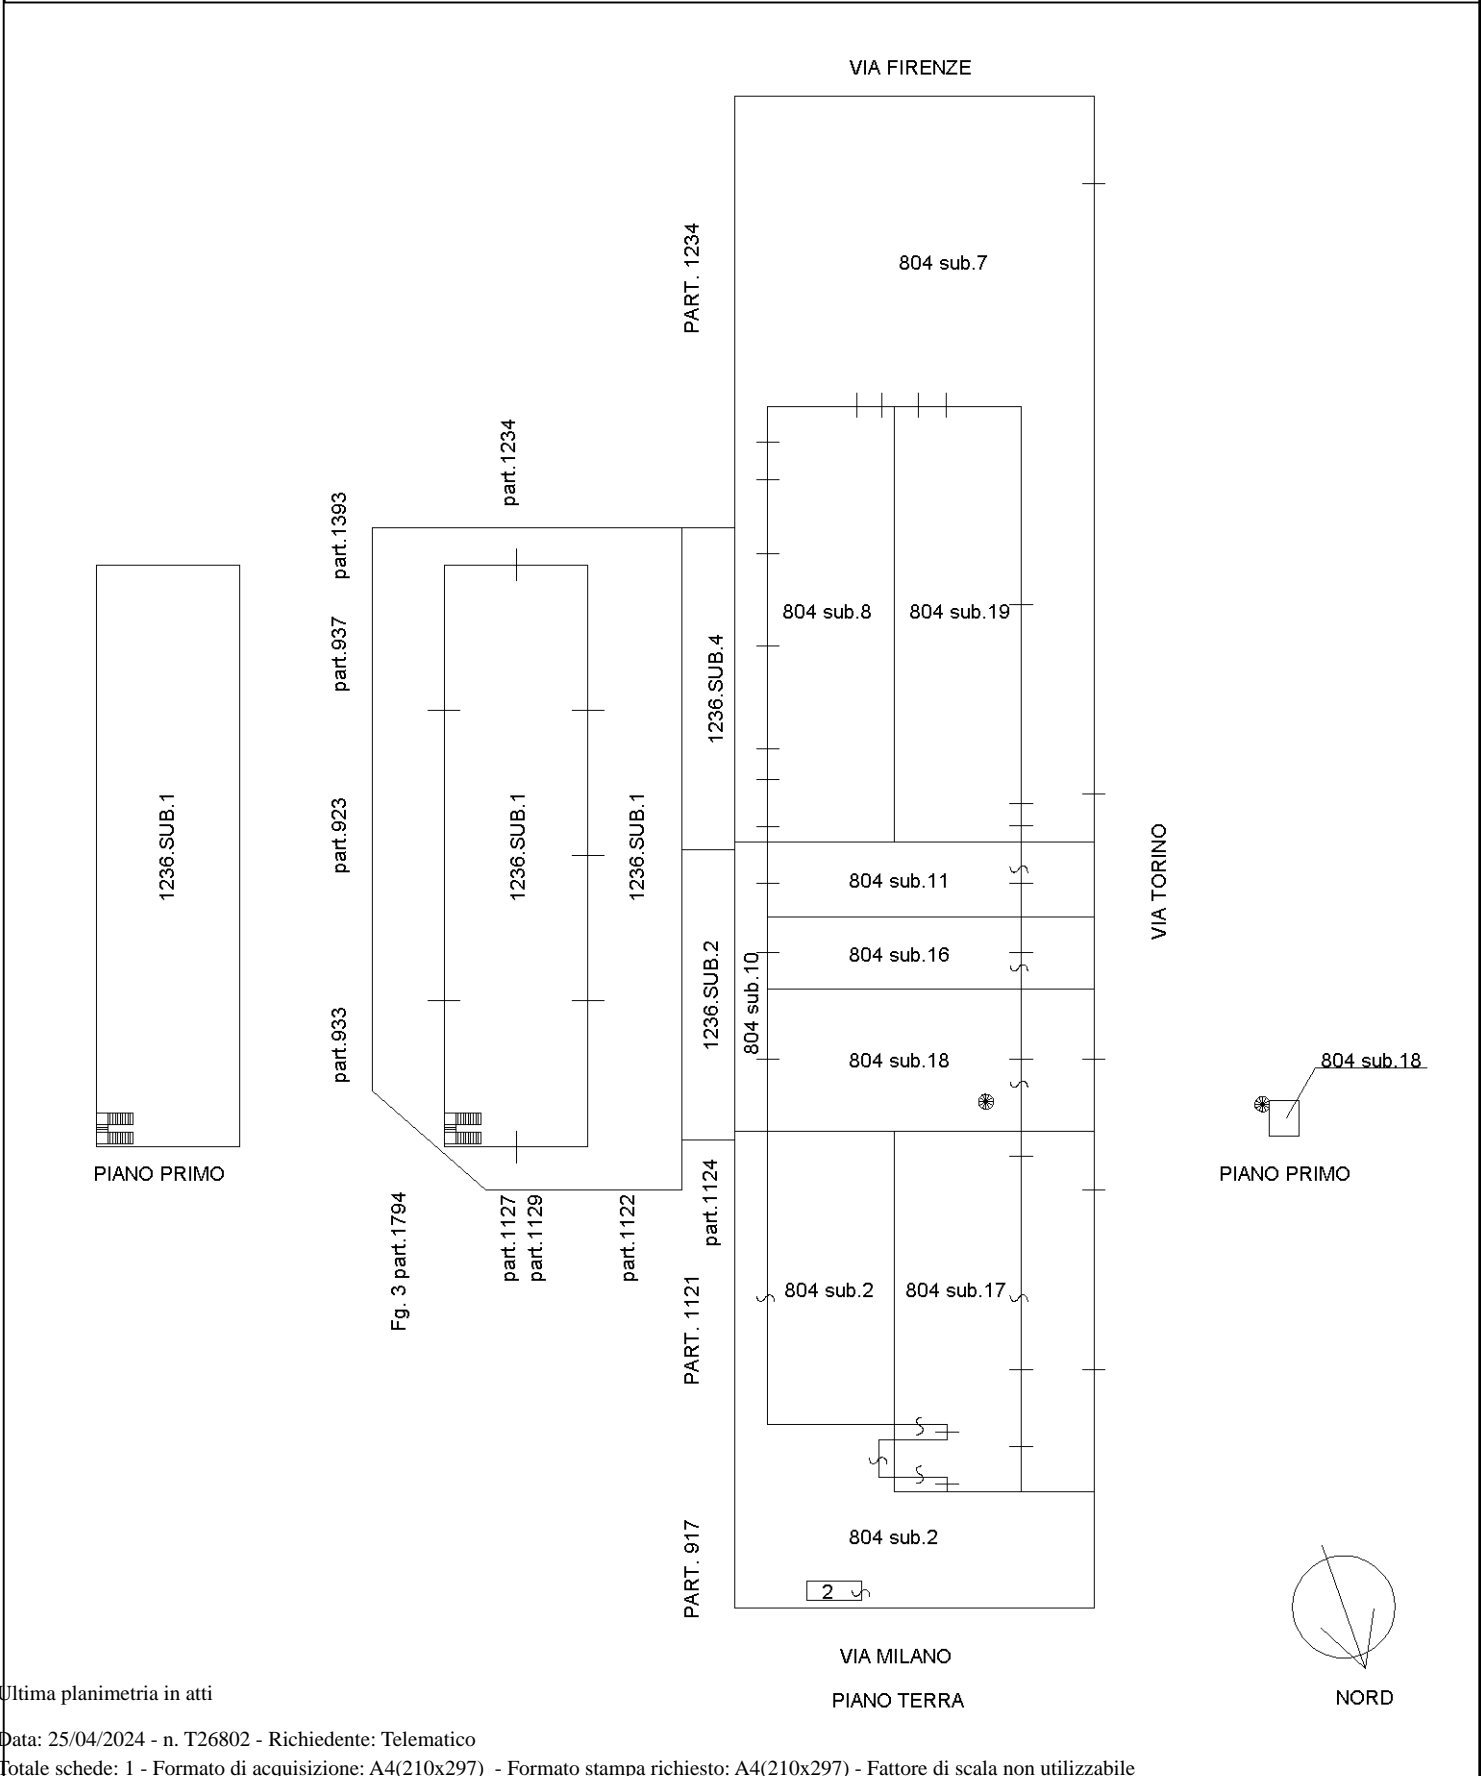 VIA FIRENZE
PART. 1234
804 sub.7
part.1234
part.1393
part.937
804 sub.8
804 sub.19
1236.SUB.4
1236.SUB.1
part.923
1236.SUB.1
1236.SUB.1
VIA TORINO
804 sub.11
804 sub.16
1236.SUB.2
804 sub.10
part.933
804 sub.18
804 sub.18
PIANO PRIMO
PIANO PRIMO
part.1124
Fg. 3 part.1794
part.1127
part.1129
part.1122
PART. 1121
804 sub.2
804 sub.17
PART. 917
804 sub.2
2
VIA MILANO
PIANO TERRA
NORD
Ultima planimetria in atti
Data: 25/04/2024 - n. T26802 - Richiedente: Telematico
Totale schede: 1 - Formato di acquisizione: A4(210x297) - Formato stampa richiesto: A4(210x297) - Fattore di scala non utilizzabile